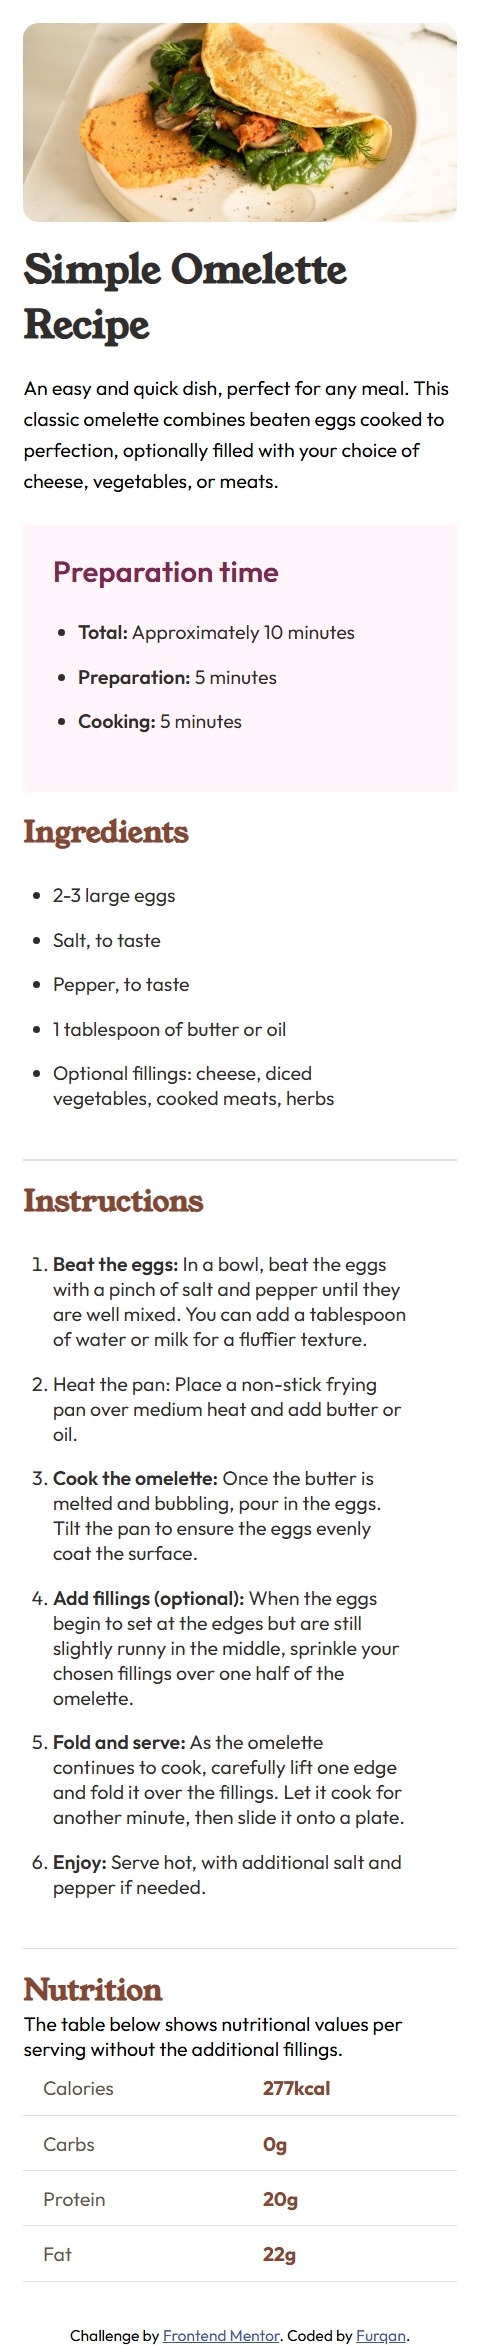 Simple Omelette
Recipe
An easy and quick dish, perfect for any meal. This
classic omelette combines beaten eggs cooked to
perfection, optionally filled with your choice of
cheese, vegetables, or meats.
Preparation time
• Total: Approximately 10 minutes
• Preparation: 5 minutes
• Cooking: 5 minutes
Ingredients
• 2-3 large eggs
• Salt, to taste
• Pepper, to taste
• 1 tablespoon of butter or oil
• Optional fillings: cheese, diced
vegetables, cooked meats, herbs
Instructions
1. Beat the eggs: In a bowl, beat the eggs
with a pinch of salt and pepper until they
are well mixed. You can add a tablespoon
of water or milk for a fluffier texture.
2. Heat the pan: Place a non-stick frying
pan over medium heat and add butter or
oil.
3. Cook the omelette: Once the butter is
melted and bubbling, pour in the eggs.
Tilt the pan to ensure the eggs evenly
coat the surface.
4. Add fillings (optional): When the eggs
begin to set at the edges but are still
slightly runny in the middle, sprinkle your
chosen fillings over one half of the
omelette.
5. Fold and serve: As the omelette
continues to cook, carefully lift one edge
and fold it over the fillings. Let it cook for
another minute, then slide it onto a plate.
6. Enjoy: Serve hot, with additional salt and
pepper if needed.
Nutrition
The table below shows nutritional values per
serving without the additional fillings.
Calories 277kcal
Carbs 0g
Protein 20g
Fat 22g
Challenge by Frontend Mentor. Coded by Furqan.